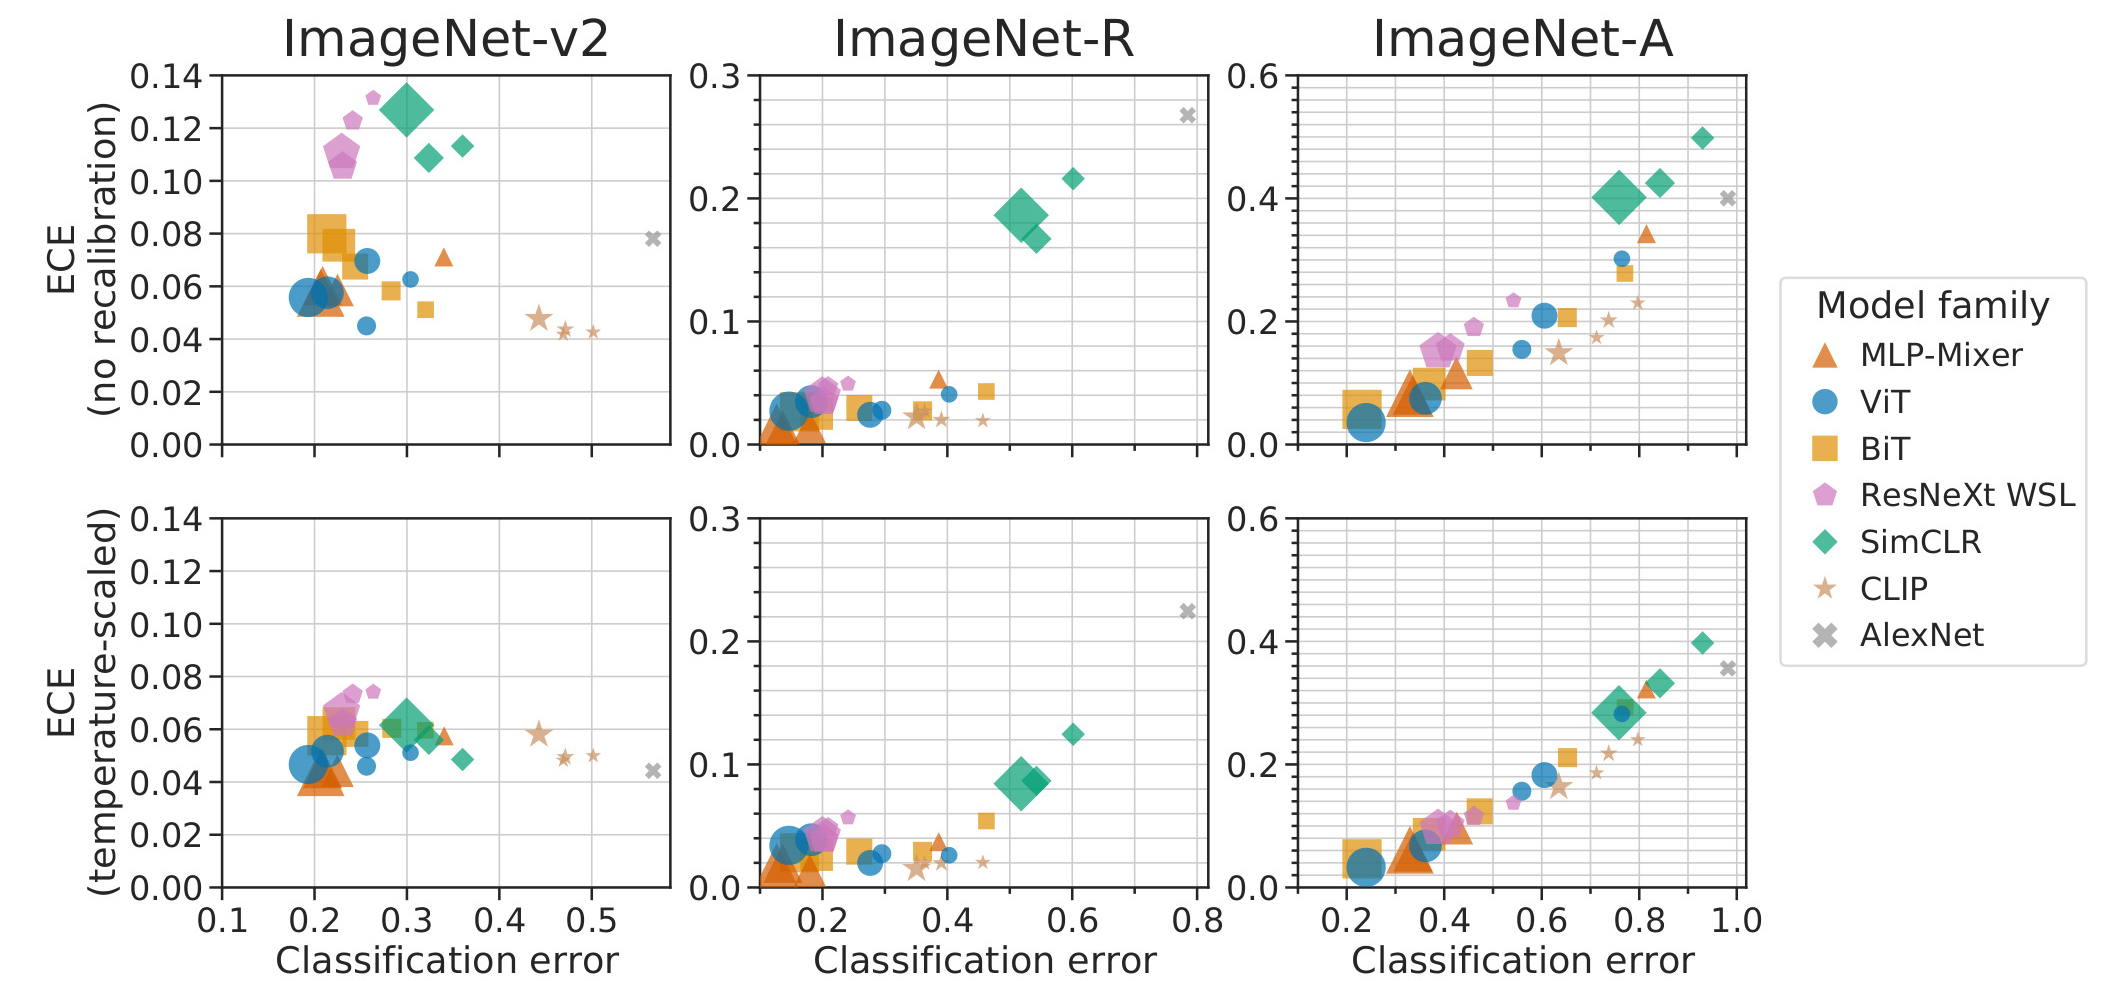 ImageNet-v2
ImageNet-R
ImageNet-A
ECE
(no recalibration)
0.14
0.12
0.10
0.08
0.06
0.04
0.02
0.00
0.3
0.2
0.1
0.0
0.6
0.4
0.2
0.0
ECE
(temperature-scaled)
0.14
0.12
0.10
0.08
0.06
0.04
0.02
0.00
0.1 0.2 0.3 0.4 0.5
Classification error
0.3
0.2
0.1
0.0
0.2 0.4 0.6 0.8
Classification error
0.6
0.4
0.2
0.0
0.2 0.4 0.6 0.8 1.0
Classification error
Model family
MLP-Mixer
ViT
BiT
ResNeXt WSL
SimCLR
CLIP
AlexNet